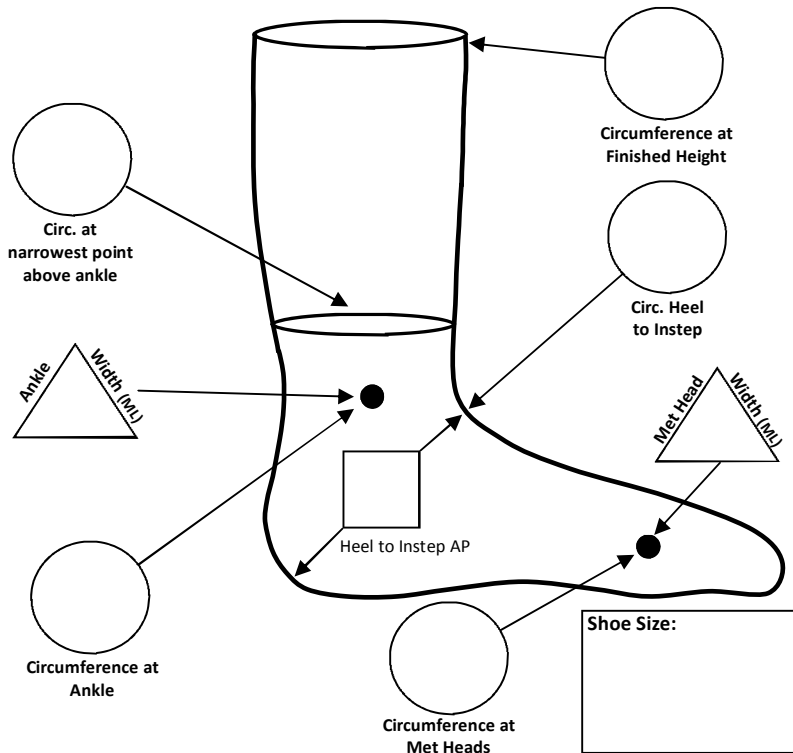 Circumference at
Finished Height
Circ. at
narrowest point
above ankle
Circ. Heel
to Instep
Ankle
Width (ML)
Met Head
Width (ML)
Heel to Instep AP
Circumference at
Ankle
Circumference at
Met Heads
Shoe Size: